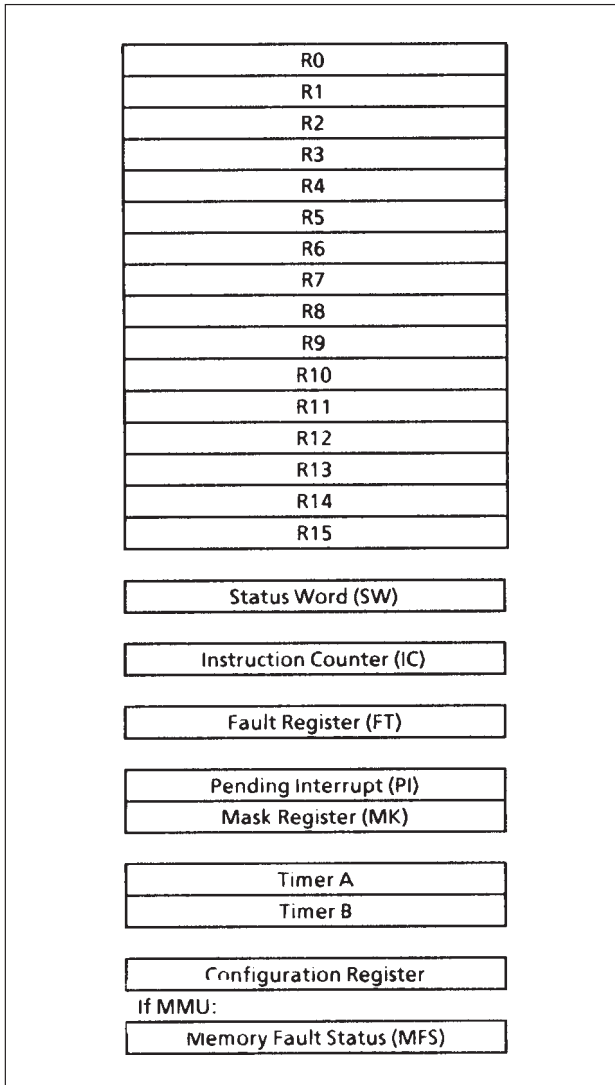 R0
R1
R2
R3
R4
R5
R6
R7
R8
R9
R10
R11
R12
R13
R14
R15
Status Word (SW)
Instruction Counter (IC)
Fault Register (FT)
Pending Interrupt (PI)
Mask Register (MK)
Timer A
Timer B
Configuration Register
If MMU:
Memory Fault Status (MFS)